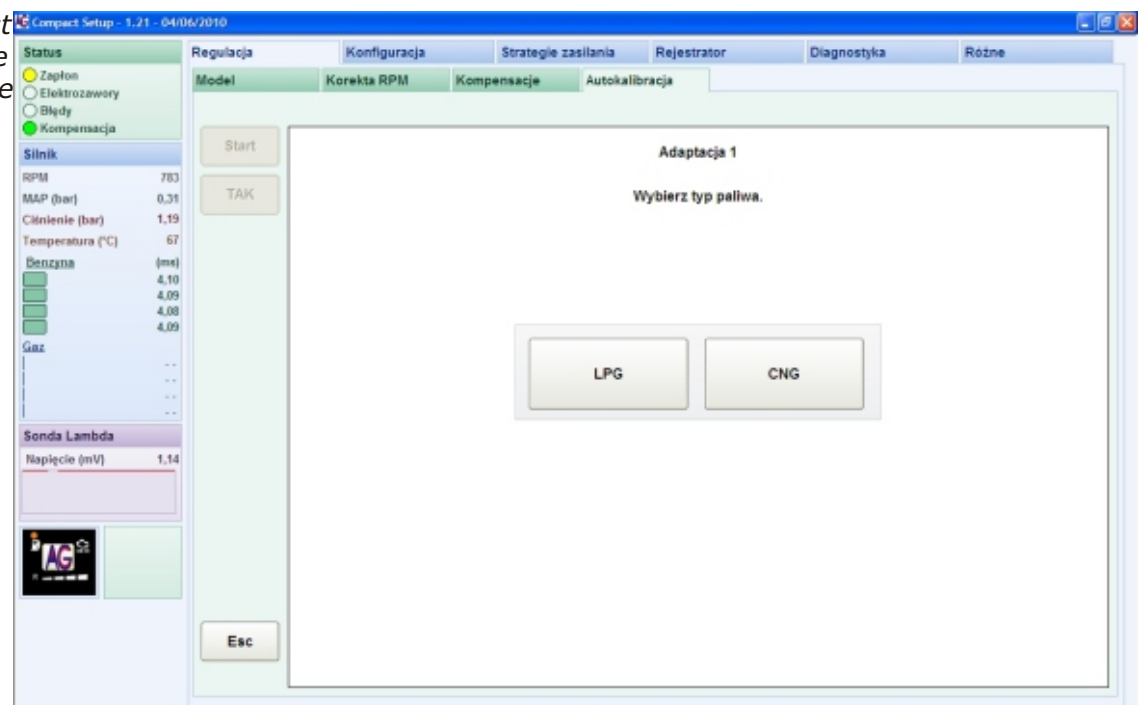 t
e
e
Compact Setup - 1.21 - 04/06/2010
Status
Zapłon
Elektrozawory
Błędy
Kompensacja
Silnik
RPM 783
MAP (bar) 0,31
Ciśnienie (bar) 1,19
Temperatura (°C) 67
Benzyna (ms)
4,10
4,09
4,08
4,09
Gaz
- -
- -
- -
- -
Sonda Lambda
Napięcie (mV) 1,14
AG
Regulacja Konfiguracja Strategie zasilania Rejestrator Diagnostyka Różne
Model Korekta RPM Kompensacje Autokalibracja
Start
TAK
Esc
Adaptacja 1
Wybierz typ paliwa.
LPG CNG